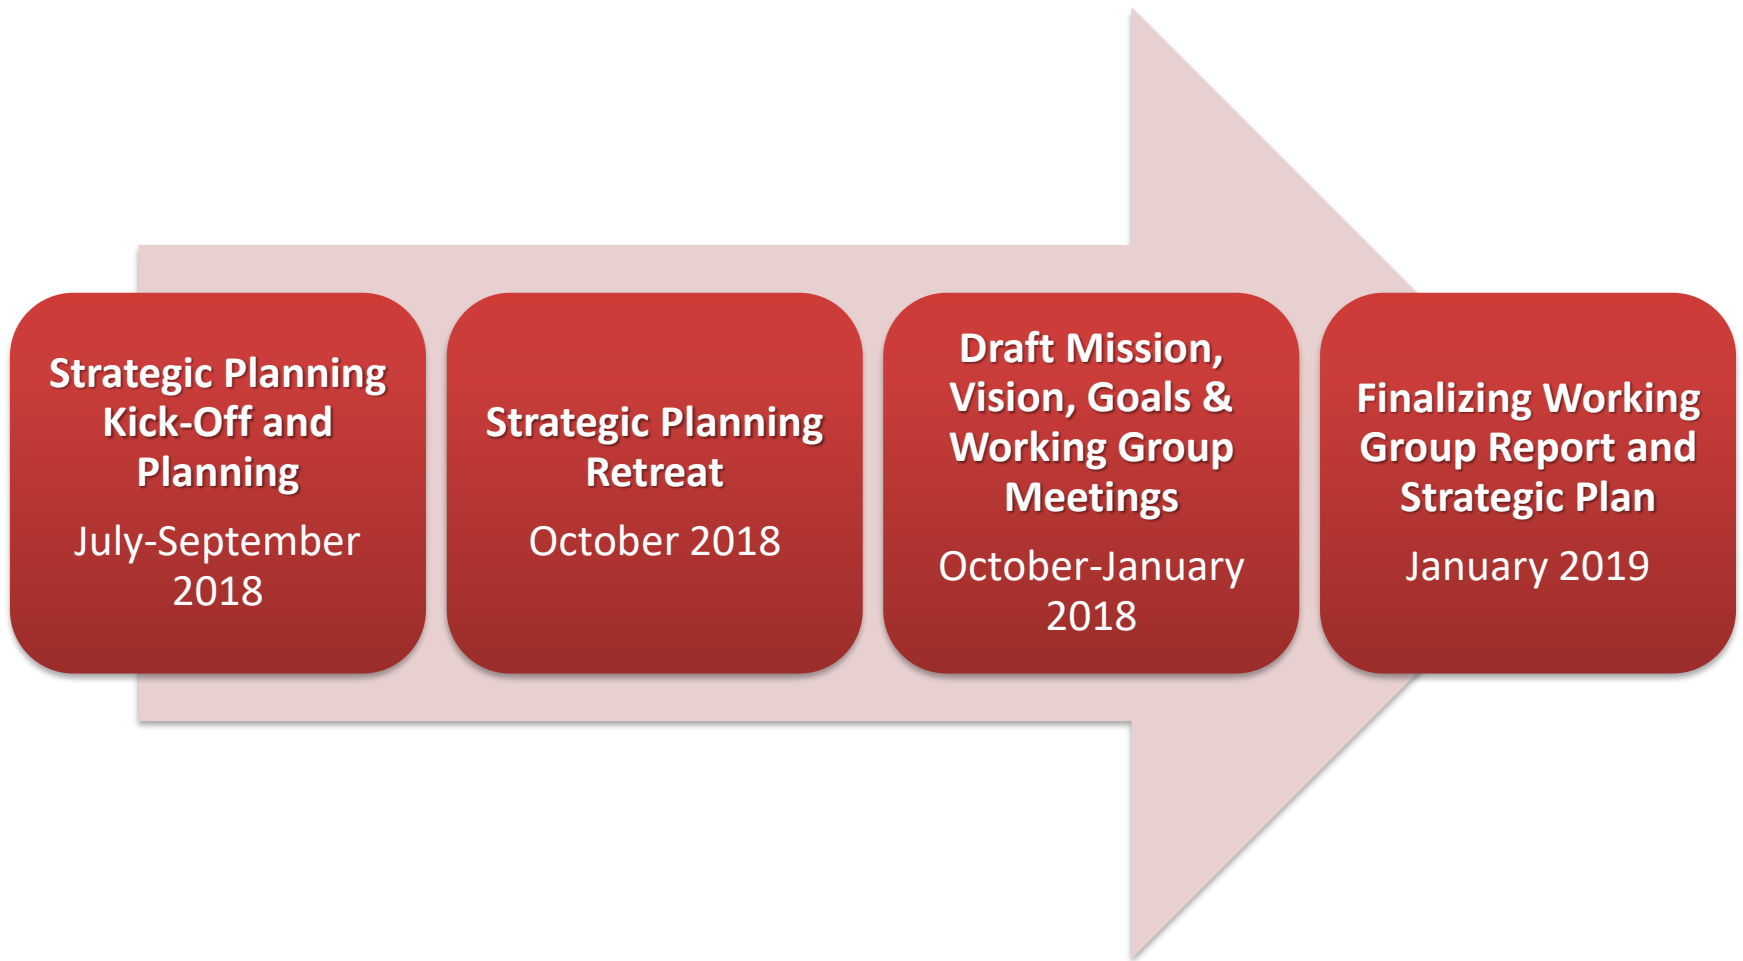 Strategic Planning
Kick-Off and
Planning
July-September
2018
Strategic Planning
Retreat
October 2018
Draft Mission,
Vision, Goals &
Working Group
Meetings
October-January
2018
Finalizing Working
Group Report and
Strategic Plan
January 2019